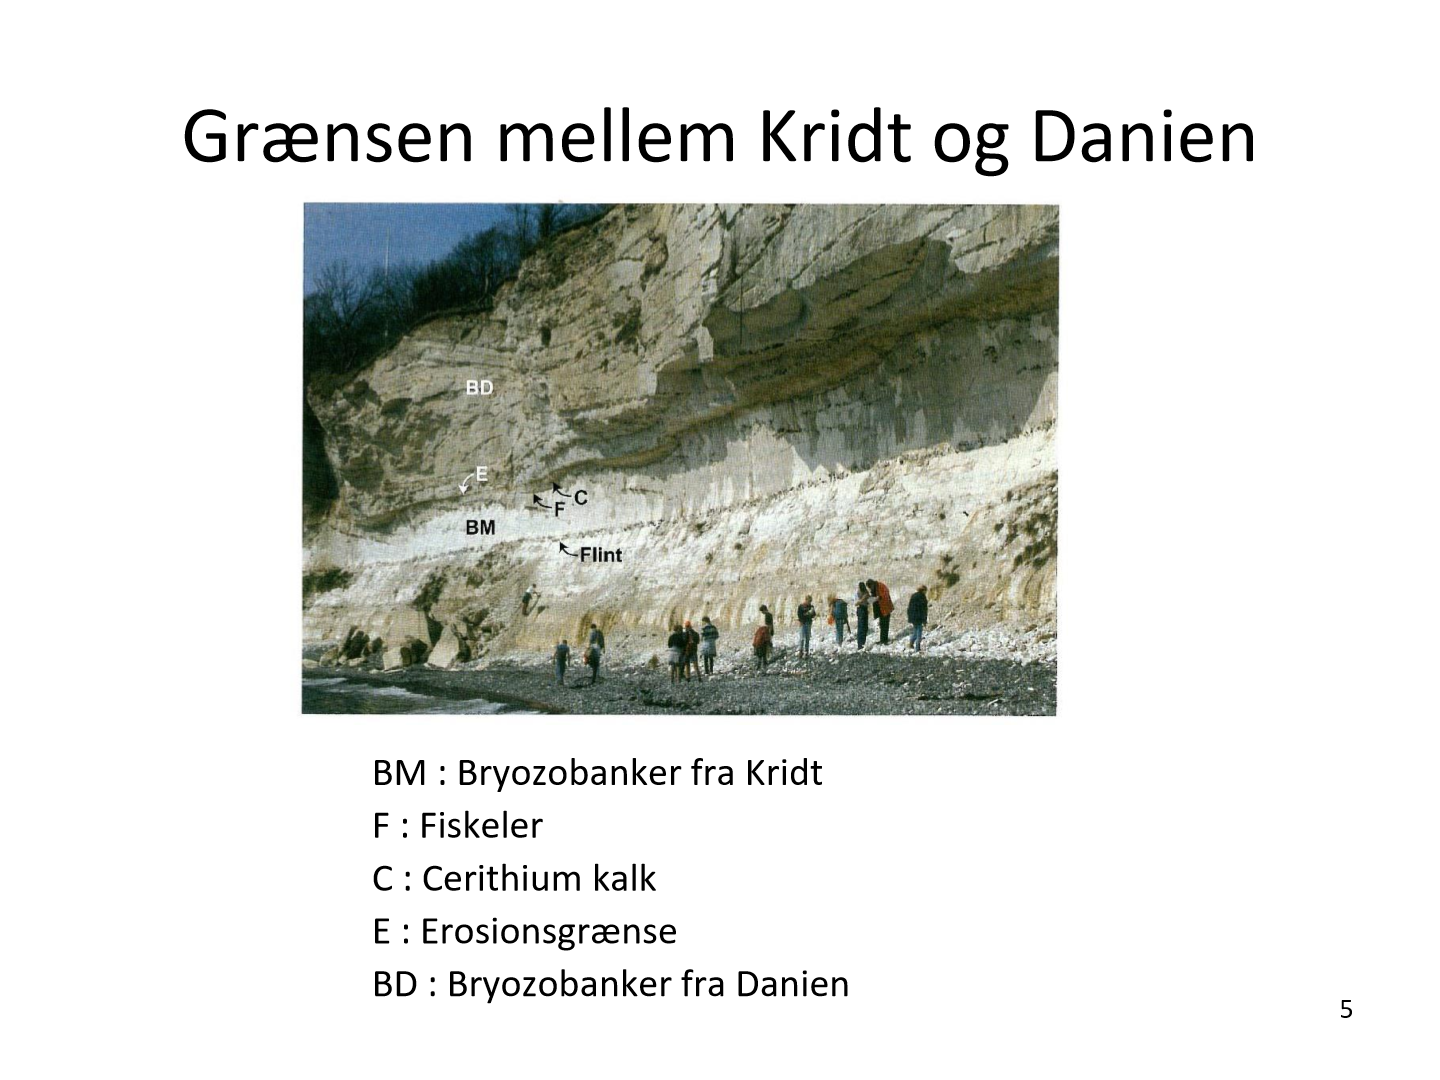 Grænsen mellem Kridt og Danien
BD
E
C
F
BM
Flint
BM : Bryozobanker fra Kridt
F : Fiskeler
C : Cerithium kalk
E : Erosionsgrænse
BD : Bryozobanker fra Danien
5